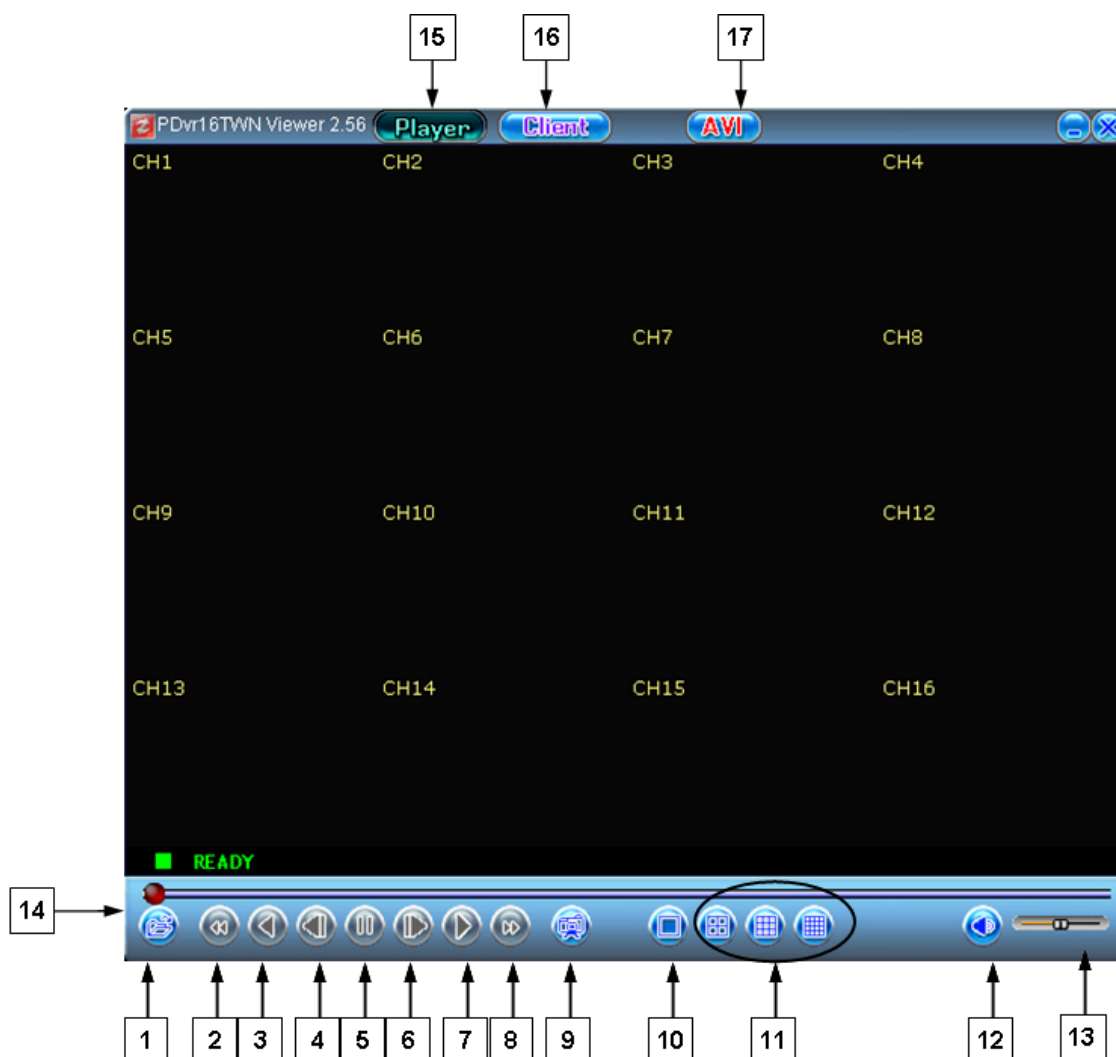 15 16 17
PDvr16TWN Viewer 2.56 Player Client AVI
CH1 CH2 CH3 CH4
CH5 CH6 CH7 CH8
CH9 CH10 CH11 CH12
CH13 CH14 CH15 CH16
READY
14
1 2 3 4 5 6 7 8 9 10 11 12 13